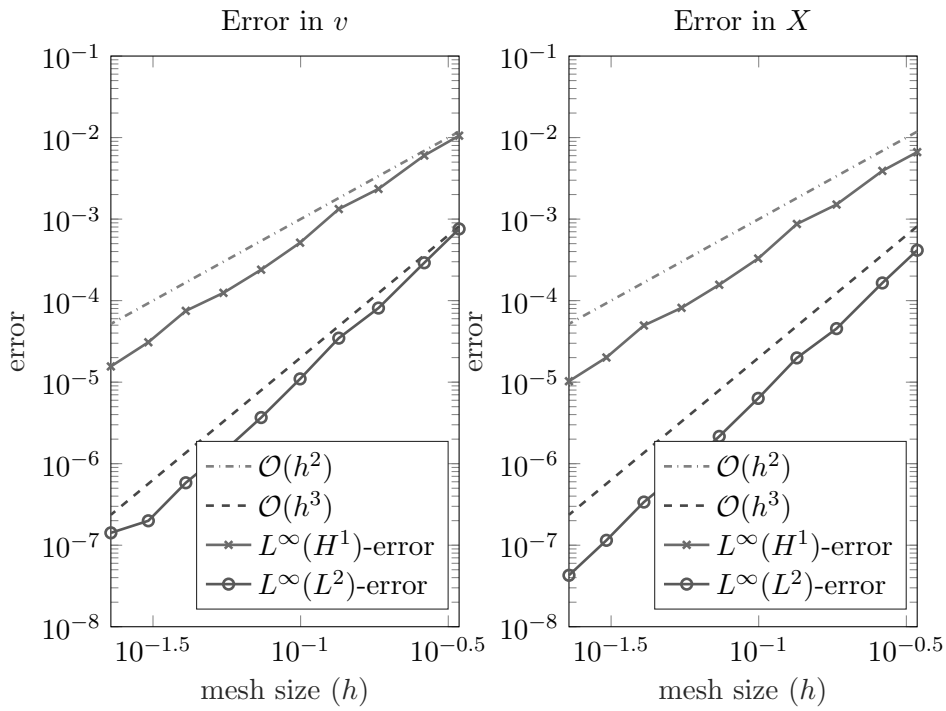 Error in v
10^-1
10^-2
10^-3
10^-4
10^-5
10^-6
10^-7
10^-8
error
10^-1.5
10^-1
10^-0.5
mesh size (h)
O(h^2)
O(h^3)
L^∞(H^1)-error
L^∞(L^2)-error
Error in X
10^-1
10^-2
10^-3
10^-4
10^-5
10^-6
10^-7
10^-8
error
10^-1.5
10^-1
10^-0.5
mesh size (h)
O(h^2)
O(h^3)
L^∞(H^1)-error
L^∞(L^2)-error